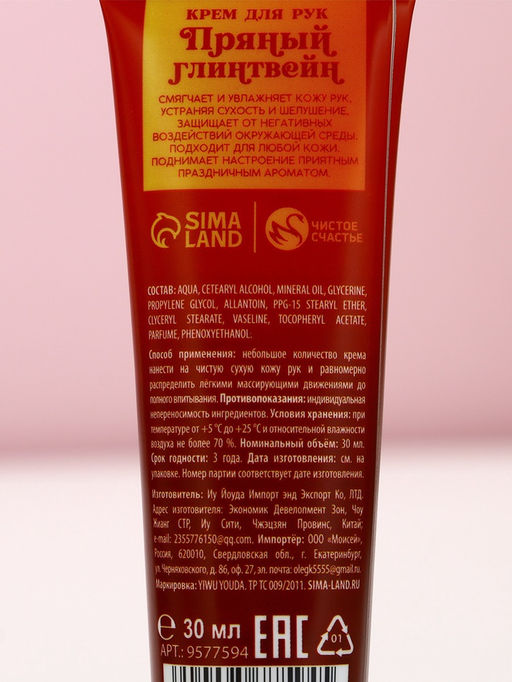 КРЕМ ДЛЯ РУК
Пряный
глинтвейн
СМЯГЧАЕТ И УВЛАЖНЯЕТ КОЖУ РУК,
УСТРАНЯЯ СУХОСТЬ И ШЕЛУШЕНИЕ,
ЗАЩИЩАЕТ ОТ НЕГАТИВНЫХ
ВОЗДЕЙСТВИЙ ОКРУЖАЮЩЕЙ СРЕДЫ.
ПОДХОДИТ ДЛЯ ЛЮБОЙ КОЖИ.
ПОДНИМАЕТ НАСТРОЕНИЕ ПРИЯТНЫМ
ПРАЗДНИЧНЫМ АРОМАТОМ.
SIMA
LAND
ЧИСТОЕ
СЧАСТЬЕ
СОСТАВ: AQUA, CETEARYL ALCOHOL, MINERAL OIL, GLYCERINE,
PROPYLENE GLYCOL, ALLANTOIN, PPG-15 STEARYL ETHER,
GLYCERYL STEARATE, VASELINE, TOCOPHERYL ACETATE,
PARFUME, PHENOXYETHANOL.
Способ применения: небольшое количество крема
нанести на чистую сухую кожу рук и равномерно
распределить лёгкими массирующими движениями до
полного впитывания. Противопоказания: индивидуальная
непереносимость ингредиентов. Условия хранения: при
температуре от +5 °С до +25 °С и относительной влажности
воздуха не более 70 %. Номинальный объём: 30 мл.
Срок годности: 3 года. Дата изготовления: см. на
упаковке. Номер партии соответствует дате изготовления.
Изготовитель: Иу Йоуда Импорт энд Экспорт Ко, ЛТД.
Адрес изготовителя: Экономик Девелопмент Зон, Чоу
Жианг СТР, Иу Сити, Чжэцзян Провинс, Китай;
e-mail: 2355776150@qq.com. Импортёр: ООО «Моисей»,
Россия, 620010, Свердловская обл., г. Екатеринбург,
ул. Черняховского, д. 86, оф. 27, эл. почта: olegk5555@gmail.ru.
Маркировка: YIWU YOUDA. ТР ТС 009/2011. SIMA-LAND.RU
℮ 30 мл EAC 01
АРТ.: 9577594